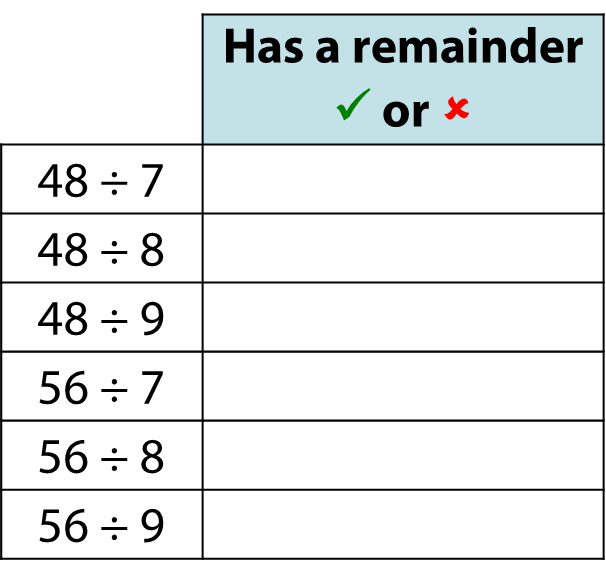 Has a remainder
✓ or ✘
48 ÷ 7
48 ÷ 8
48 ÷ 9
56 ÷ 7
56 ÷ 8
56 ÷ 9